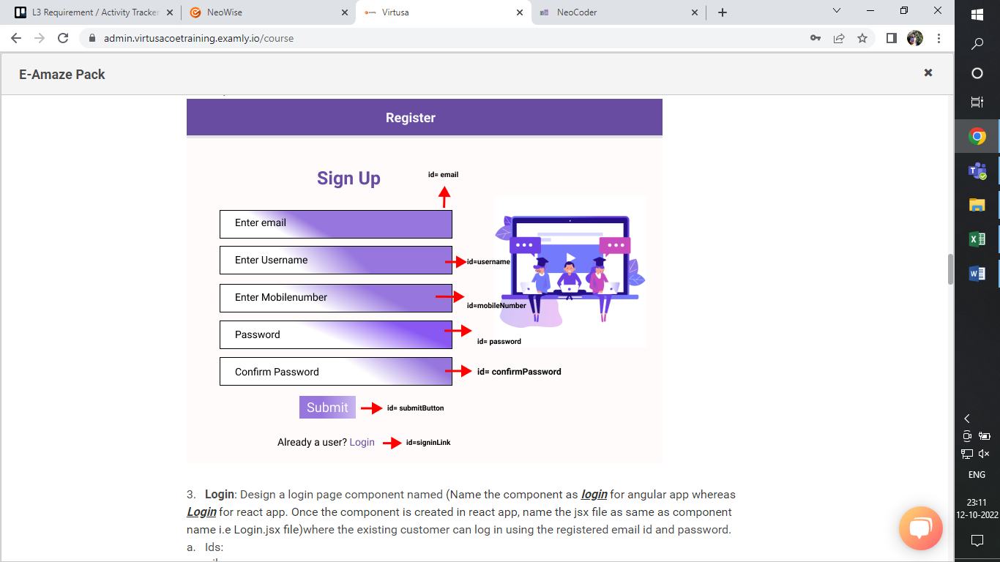 L3 Requirement / Activity Tracker
NeoWise
Virtusa
NeoCoder
admin.virtusacoetraining.examly.io/course
E-Amaze Pack
Register
Sign Up
id= email
Enter email
Enter Username
id=username
Enter Mobilenumber
id=mobileNumber
Password
id= password
Confirm Password
id= confirmPassword
Submit
id= submitButton
Already a user? Login
id=signinLink
3. Login: Design a login page component named (Name the component as login for angular app whereas
Login for react app. Once the component is created in react app, name the jsx file as same as component
name i.e Login.jsx file)where the existing customer can log in using the registered email id and password.
a. Ids:
ENG
23:11
12-10-2022